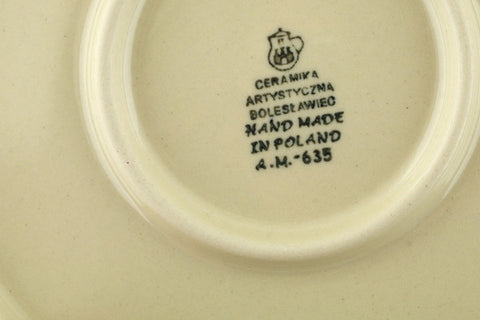 CERAMIKA
ARTYSTYCZNA
BOLESŁAWIEC
HAND MADE
IN POLAND
A.M.-635